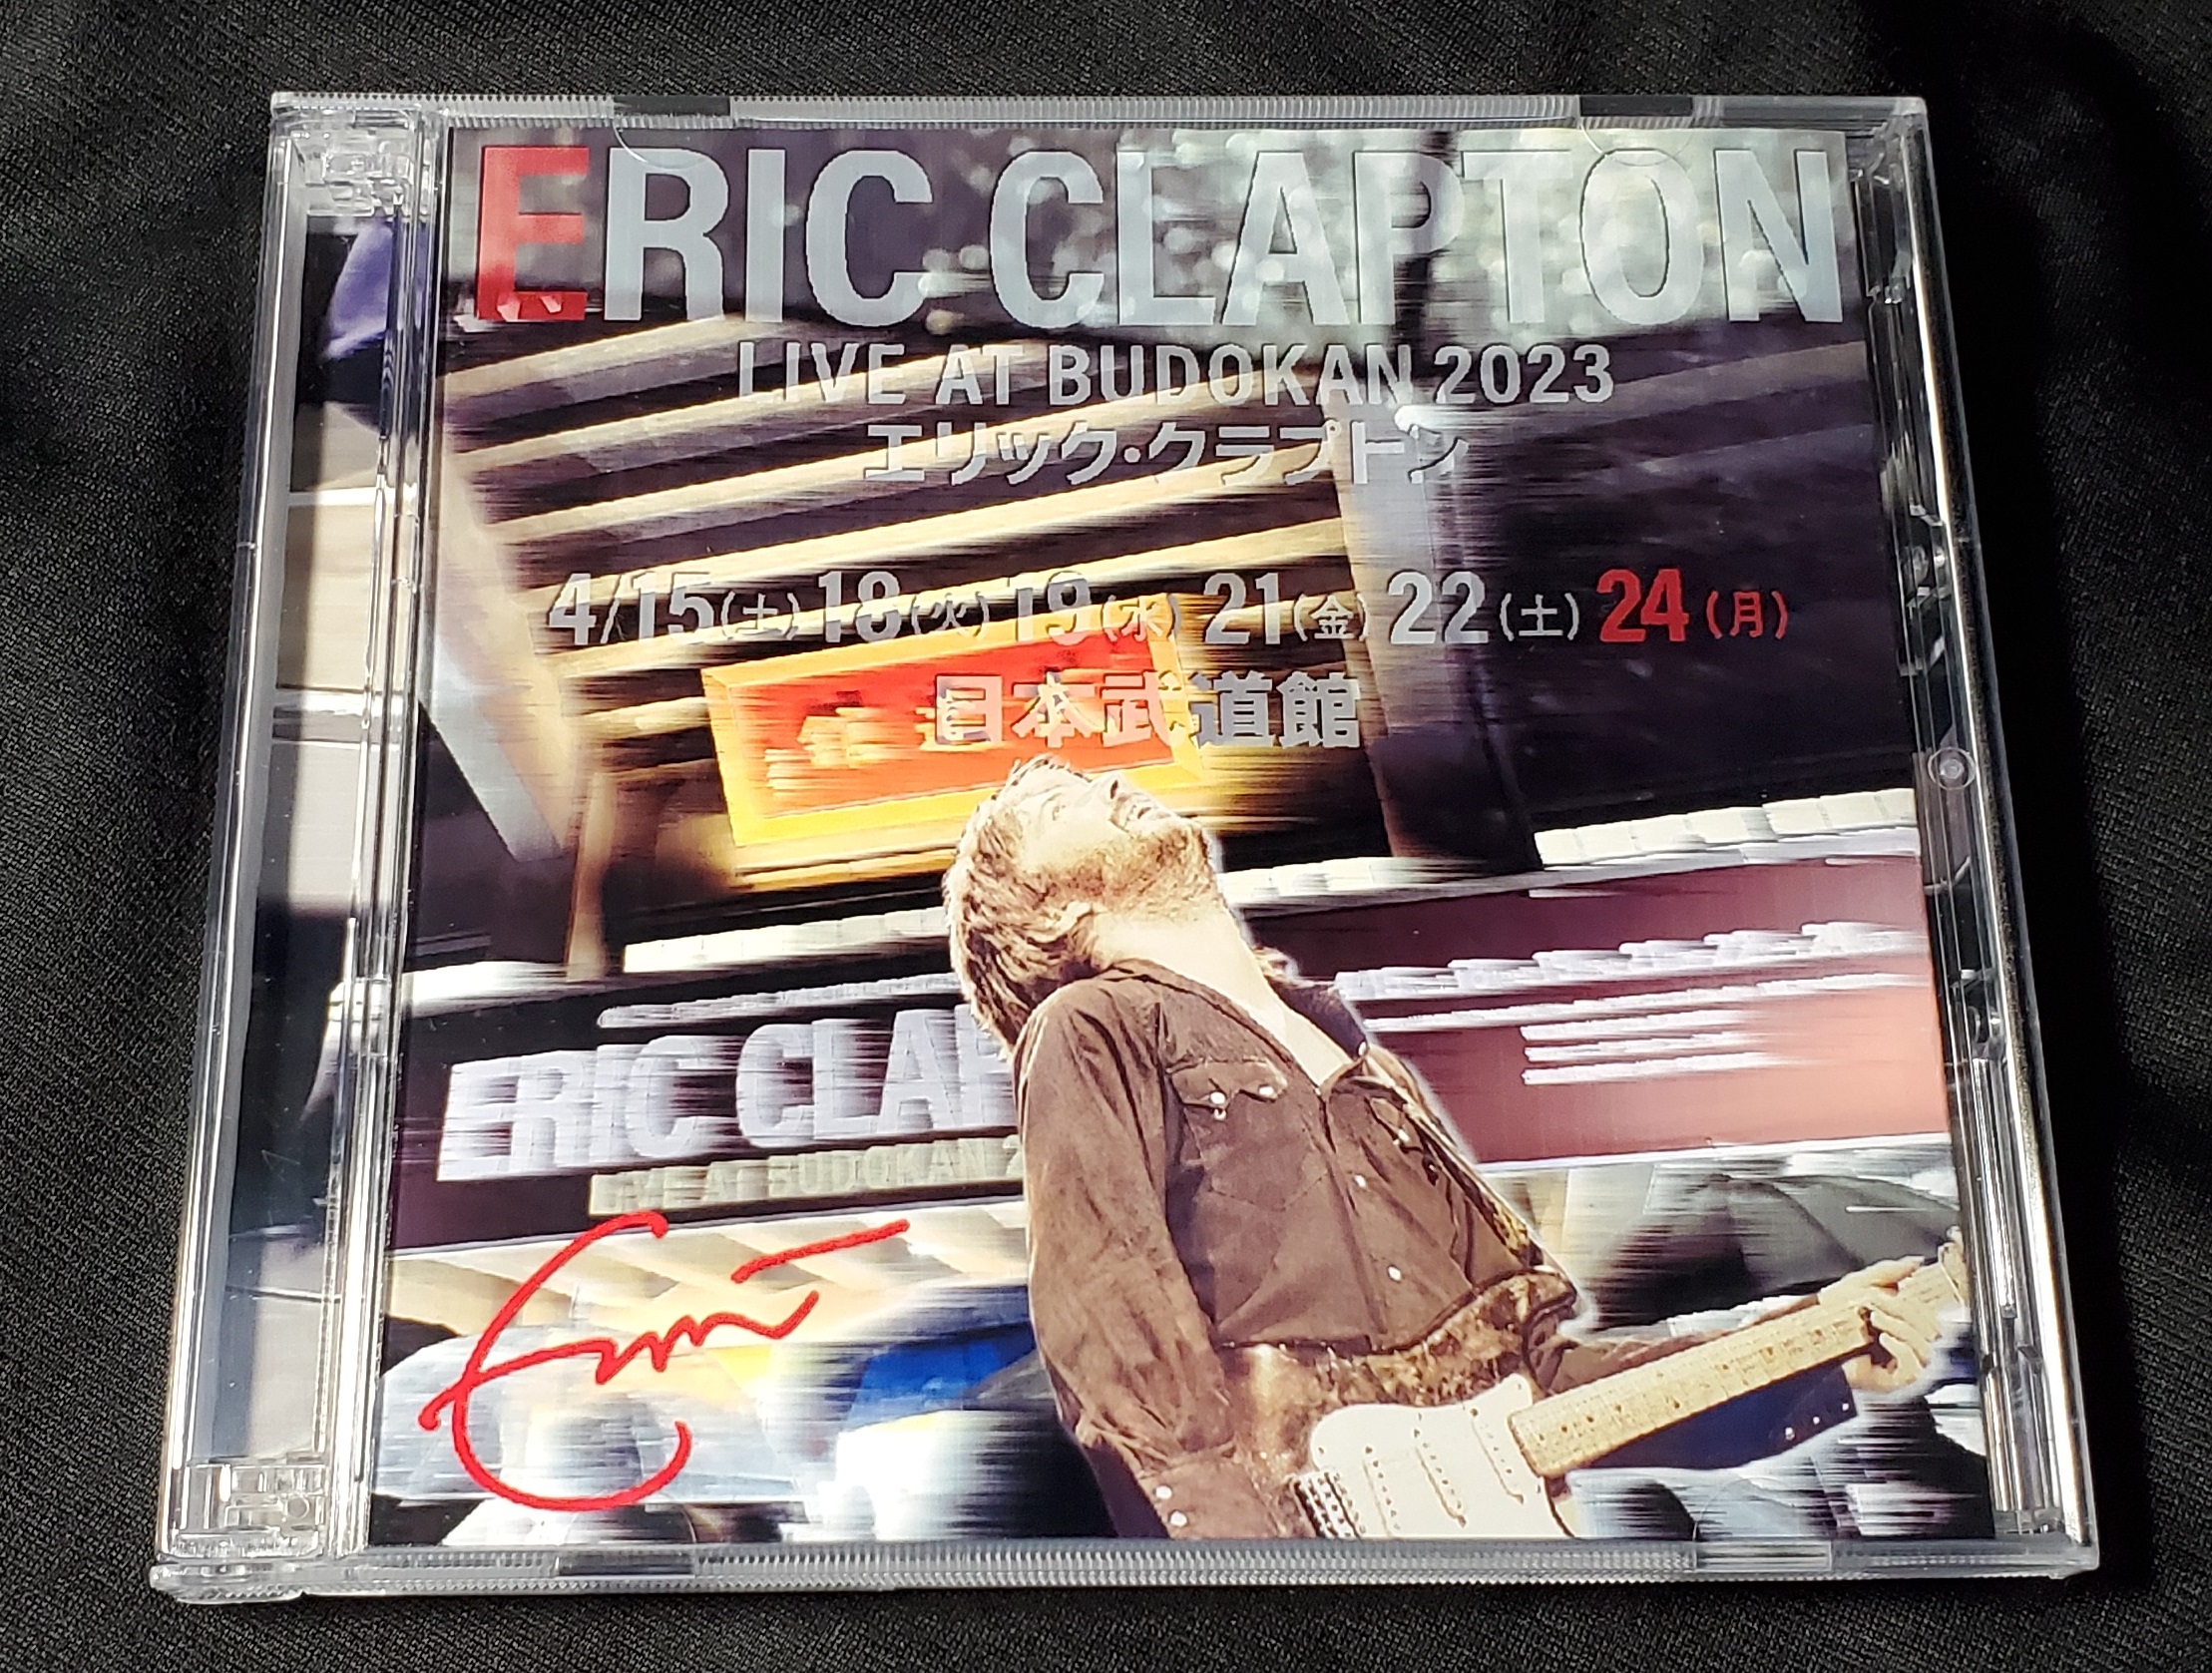 ERIC CLAPTON
LIVE AT BUDOKAN 2023
エリック・クラプトン
4/15(土) 18(火) 19(水) 21(金) 22(土) 24(月)
日本武道館
ERIC CLAP
LIVE AT BUDOKAN 2